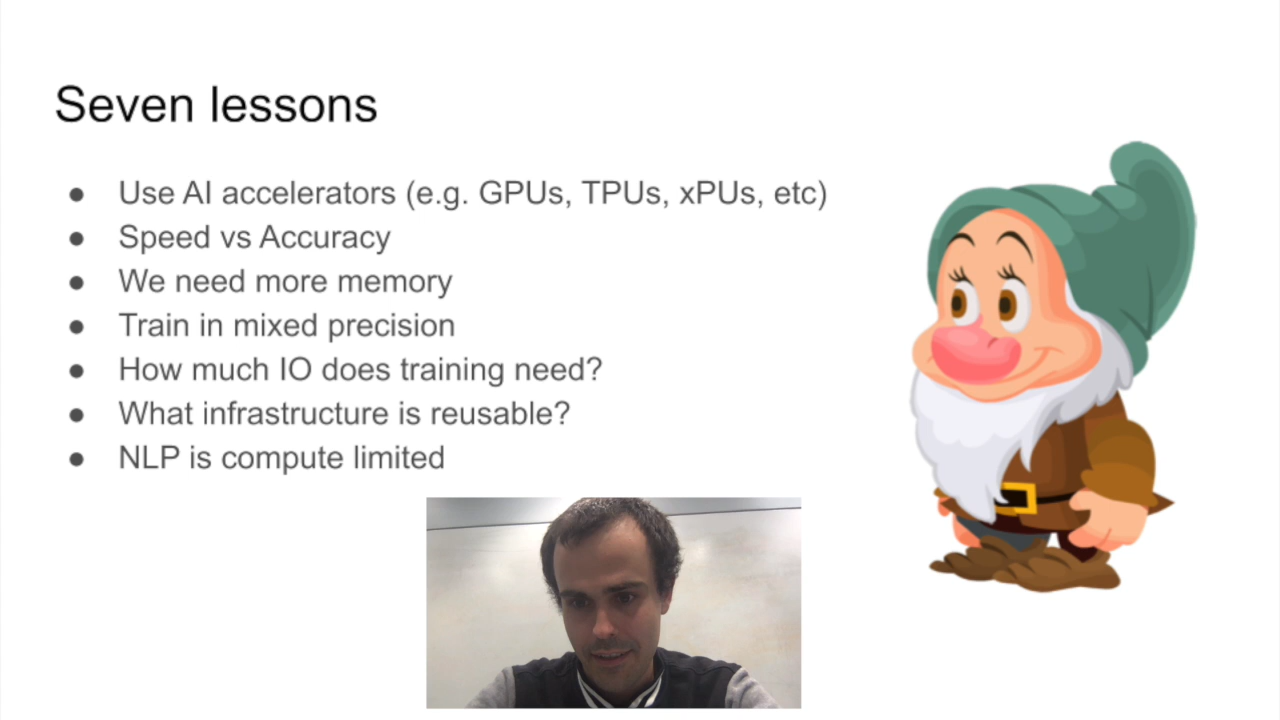 Seven lessons
● Use AI accelerators (e.g. GPUs, TPUs, xPUs, etc)
● Speed vs Accuracy
● We need more memory
● Train in mixed precision
● How much IO does training need?
● What infrastructure is reusable?
● NLP is compute limited